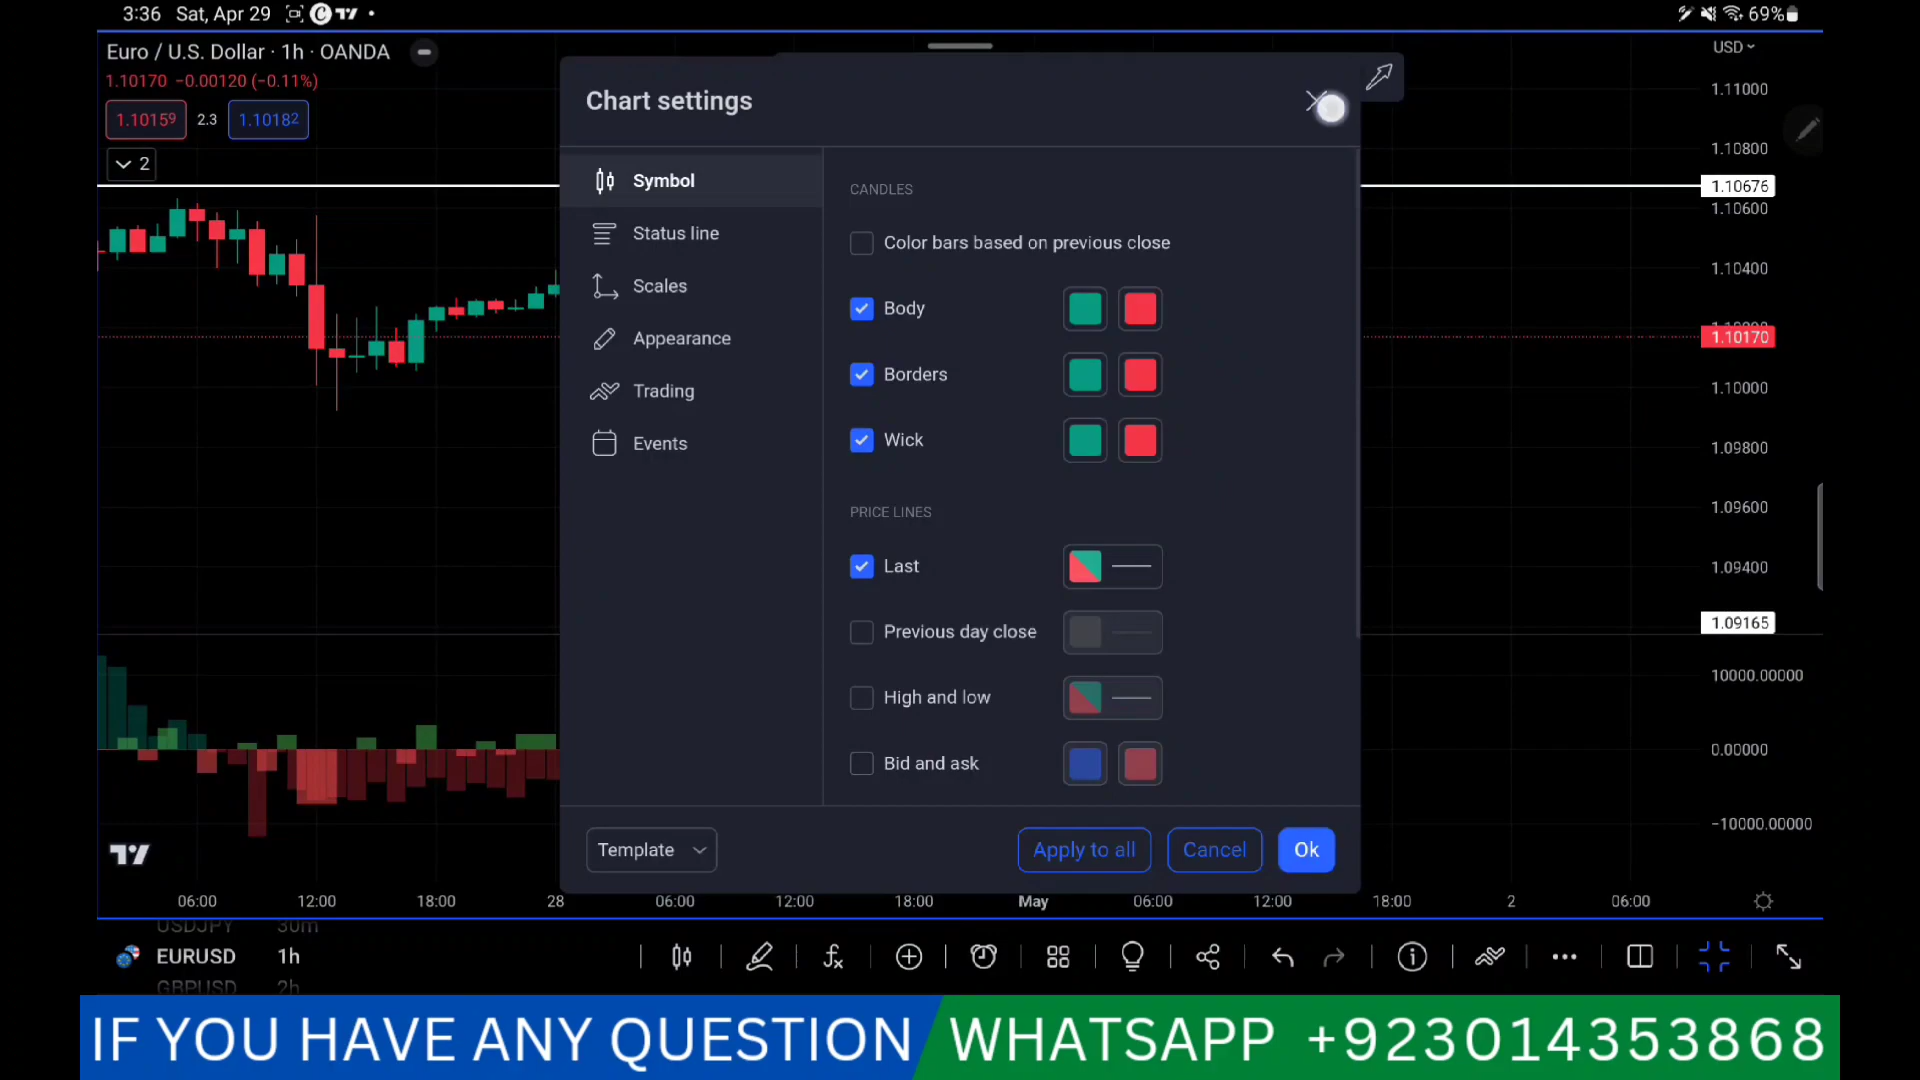 3:36 Sat, Apr 29
69%
Euro / U.S. Dollar · 1h · OANDA
1.10170 −0.00120 (−0.11%)
1.10159 2.3 1.10182
2
USD
1.11000
1.10800
1.10676
1.10600
1.10400
1.10170
1.10000
1.09800
1.09600
1.09400
1.09165
10000.00000
0.00000
−10000.00000
Chart settings
Symbol
Status line
Scales
Appearance
Trading
Events
CANDLES
Color bars based on previous close
Body
Borders
Wick
PRICE LINES
Last
Previous day close
High and low
Bid and ask
Template
Apply to all
Cancel
Ok
06:00 12:00 18:00 28 06:00 12:00 18:00 May 06:00 12:00 18:00 2 06:00
USDJPY 30m
EURUSD 1h
GBPUSD 2h
IF YOU HAVE ANY QUESTION WHATSAPP +923014353868